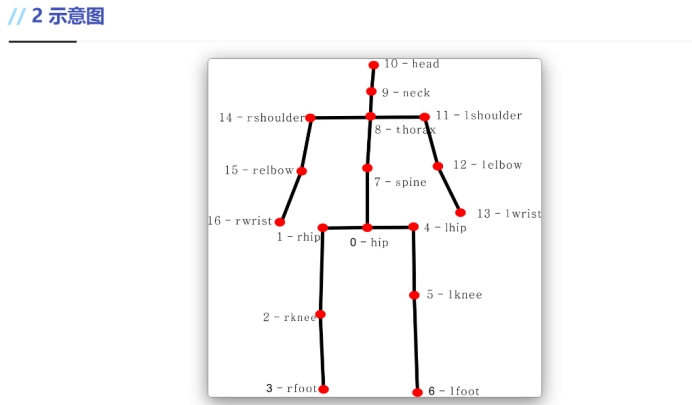 // 2 示意图
10 - head
9 - neck
14 - rshoulder
11 - lshoulder
8 - thorax
15 - relbow
12 - lelbow
7 - spine
16 - rwrist
13 - lwrist
1 - rhip
0 - hip
4 - lhip
5 - lknee
2 - rknee
3 - rfoot
6 - lfoot